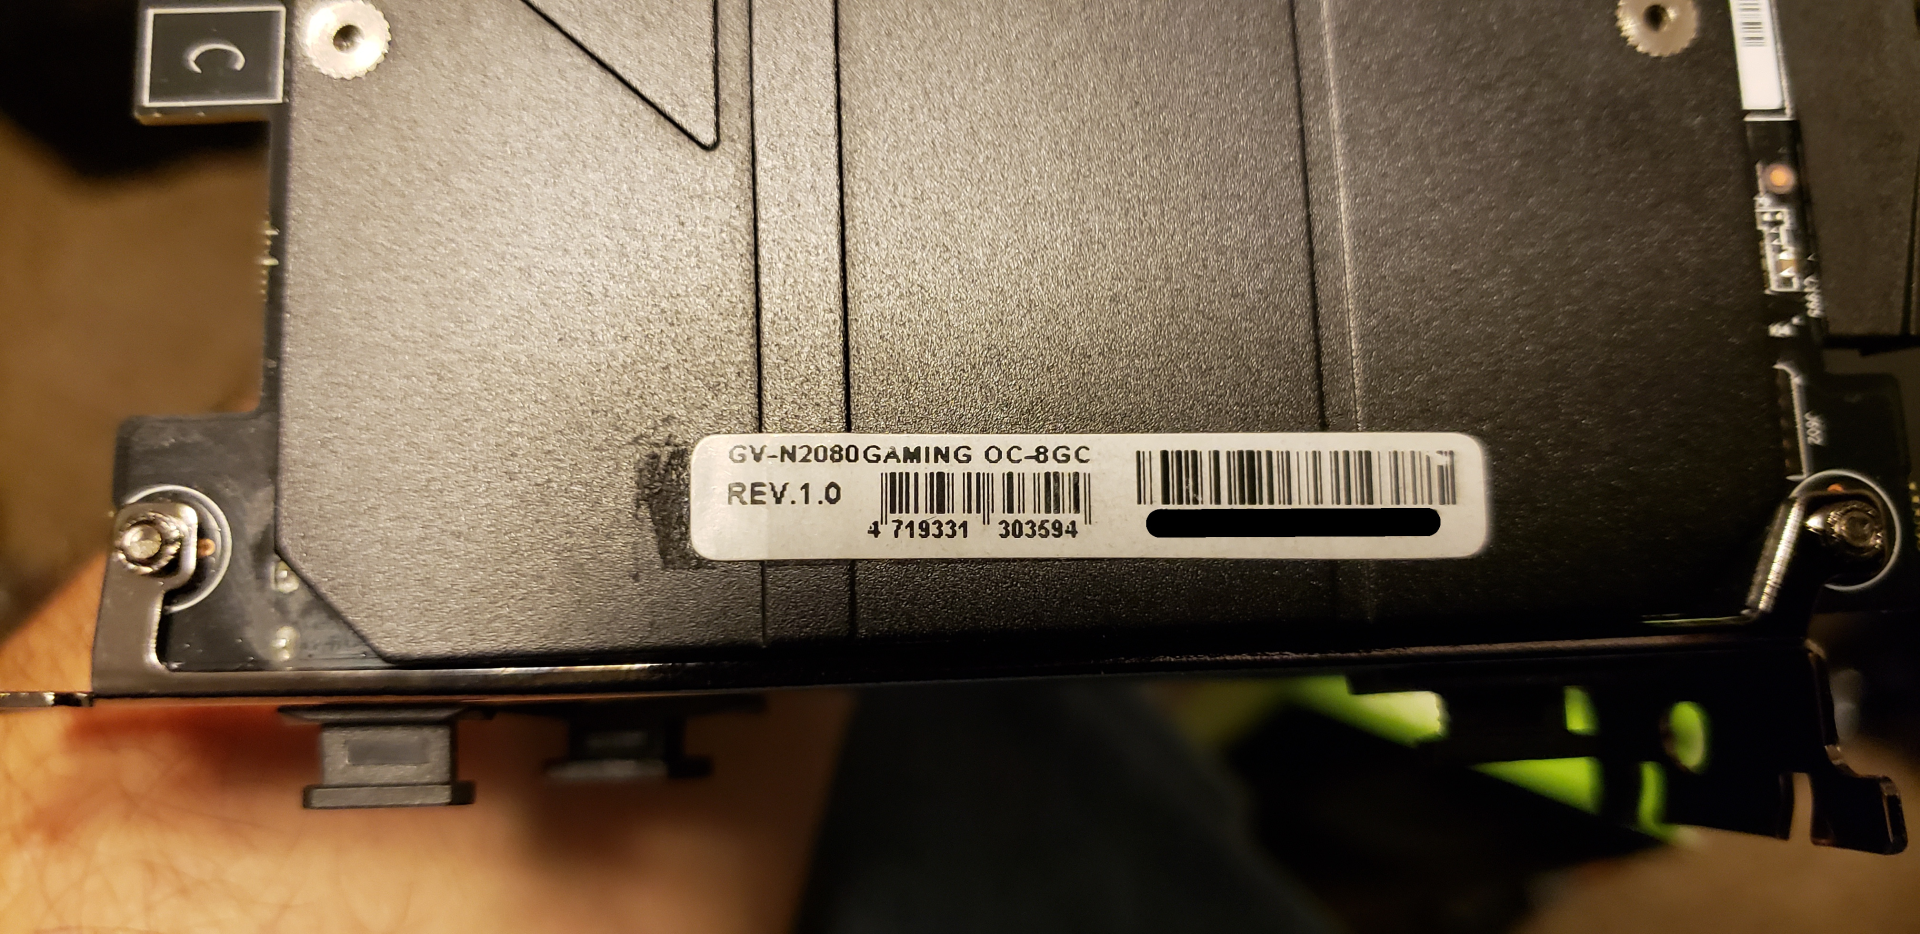 C
GV-N2080GAMING OC-8GC
REV.1.0
4 719331 303594